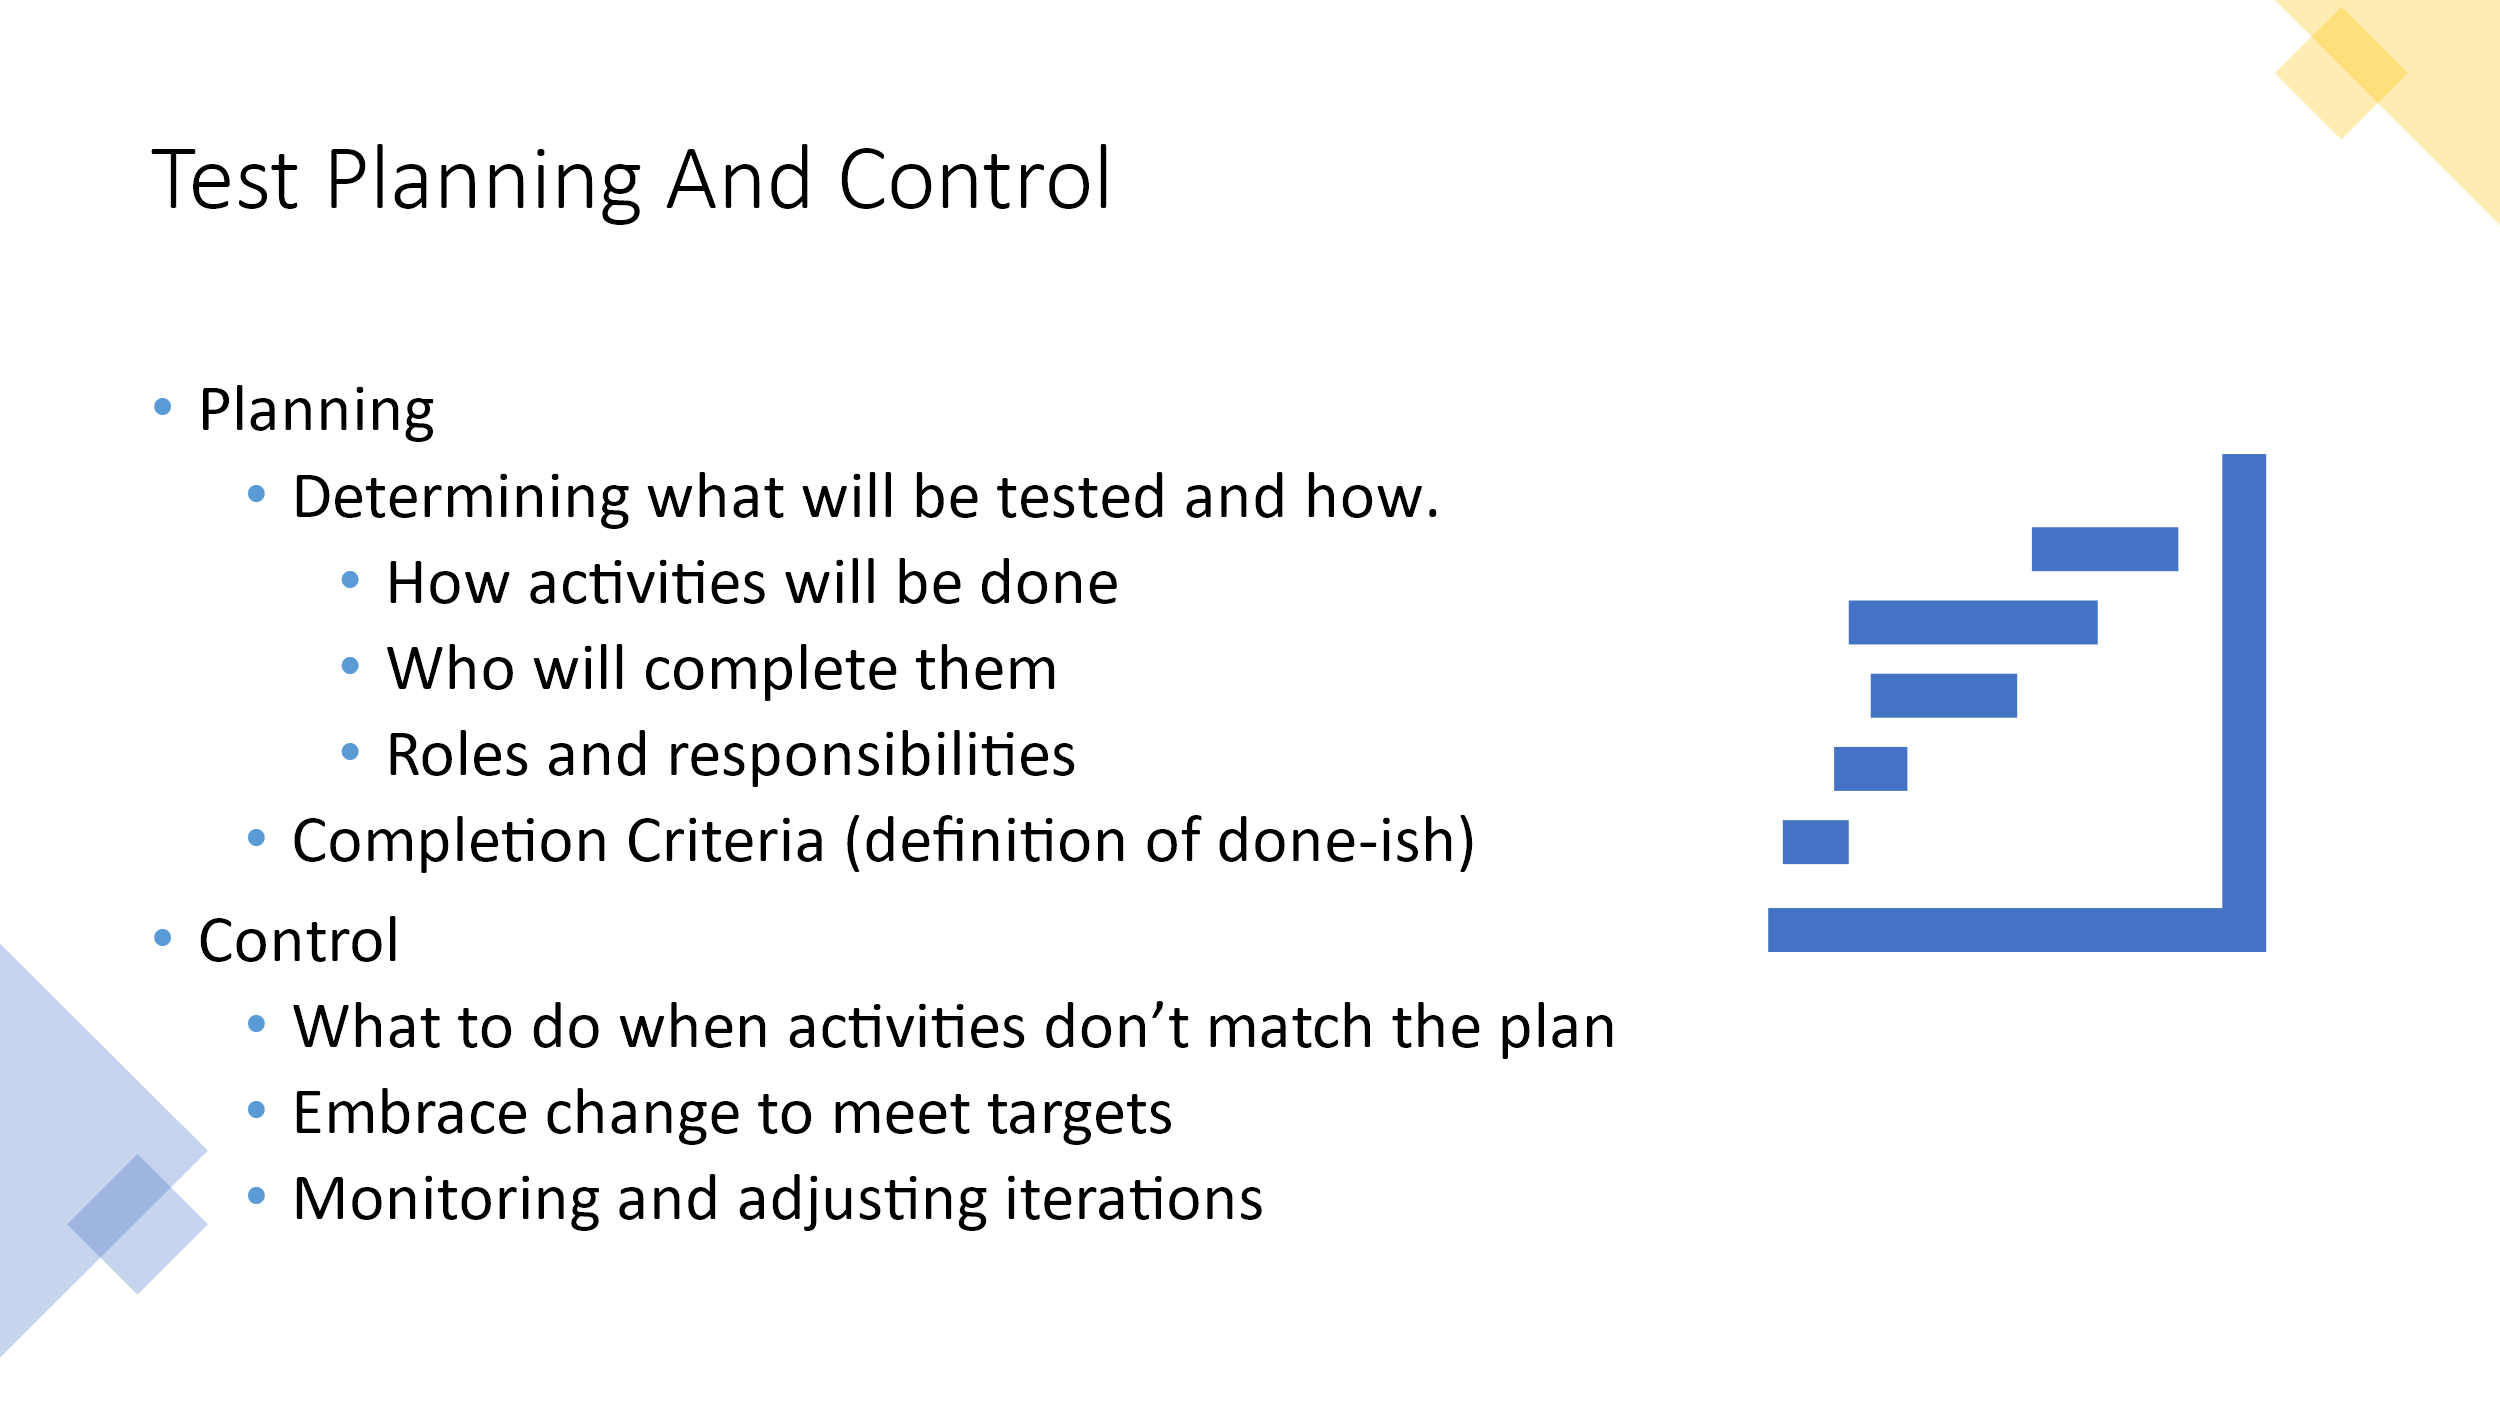 Test Planning And Control
• Planning
• Determining what will be tested and how.
• How activities will be done
• Who will complete them
• Roles and responsibilities
• Completion Criteria (definition of done-ish)
• Control
• What to do when activities don’t match the plan
• Embrace change to meet targets
• Monitoring and adjusting iterations